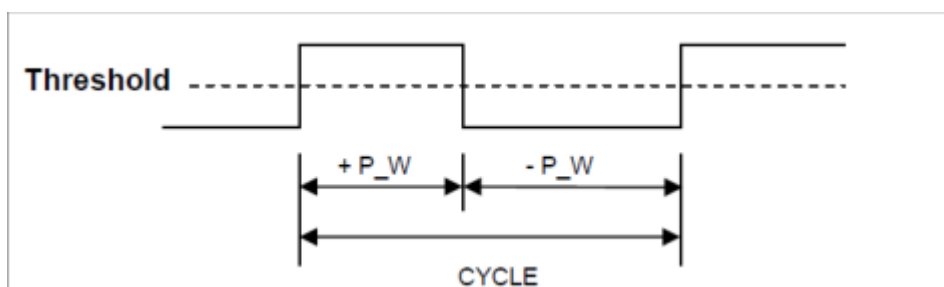 Threshold
+ P_W
- P_W
CYCLE